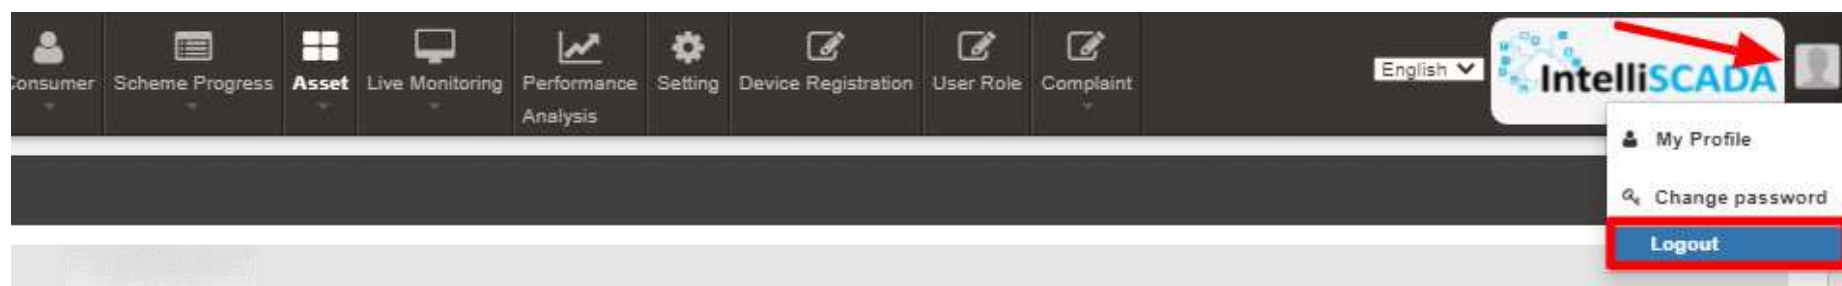 Consumer
Scheme Progress
Asset
Live Monitoring
Performance
Analysis
Setting
Device Registration
User Role
Complaint
English
IntelliSCADA
My Profile
Change password
Logout